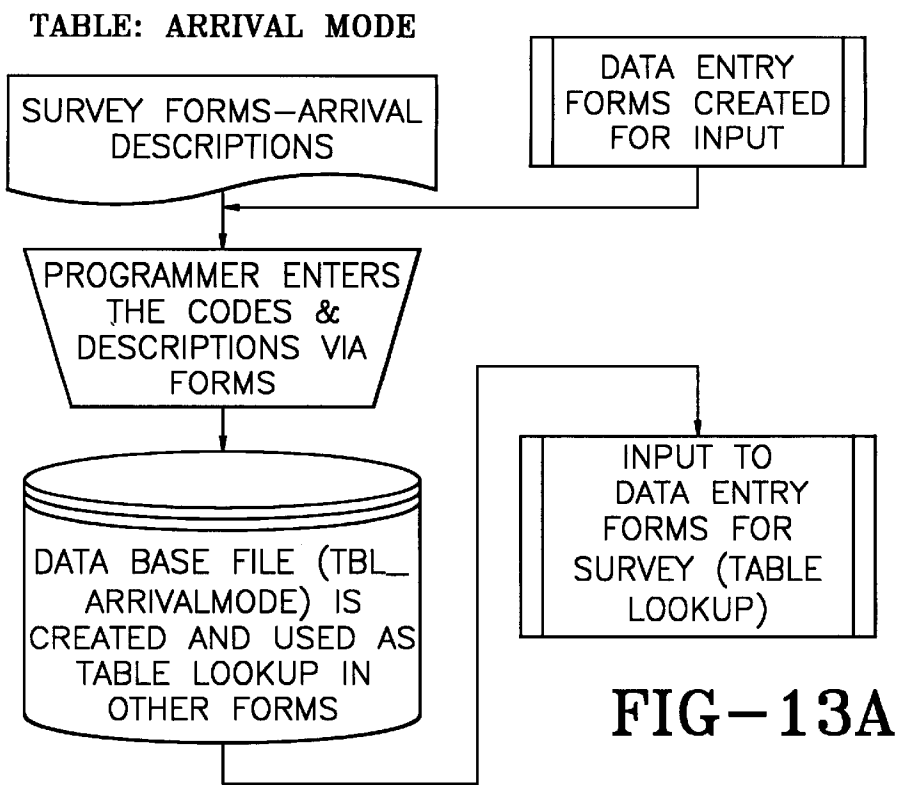 TABLE: ARRIVAL MODE
SURVEY FORMS-ARRIVAL
DESCRIPTIONS
DATA ENTRY
FORMS CREATED
FOR INPUT
PROGRAMMER ENTERS
THE CODES &
DESCRIPTIONS VIA
FORMS
DATA BASE FILE (TBL_
ARRIVALMODE) IS
CREATED AND USED AS
TABLE LOOKUP IN
OTHER FORMS
INPUT TO
DATA ENTRY
FORMS FOR
SURVEY (TABLE
LOOKUP)
FIG-13A